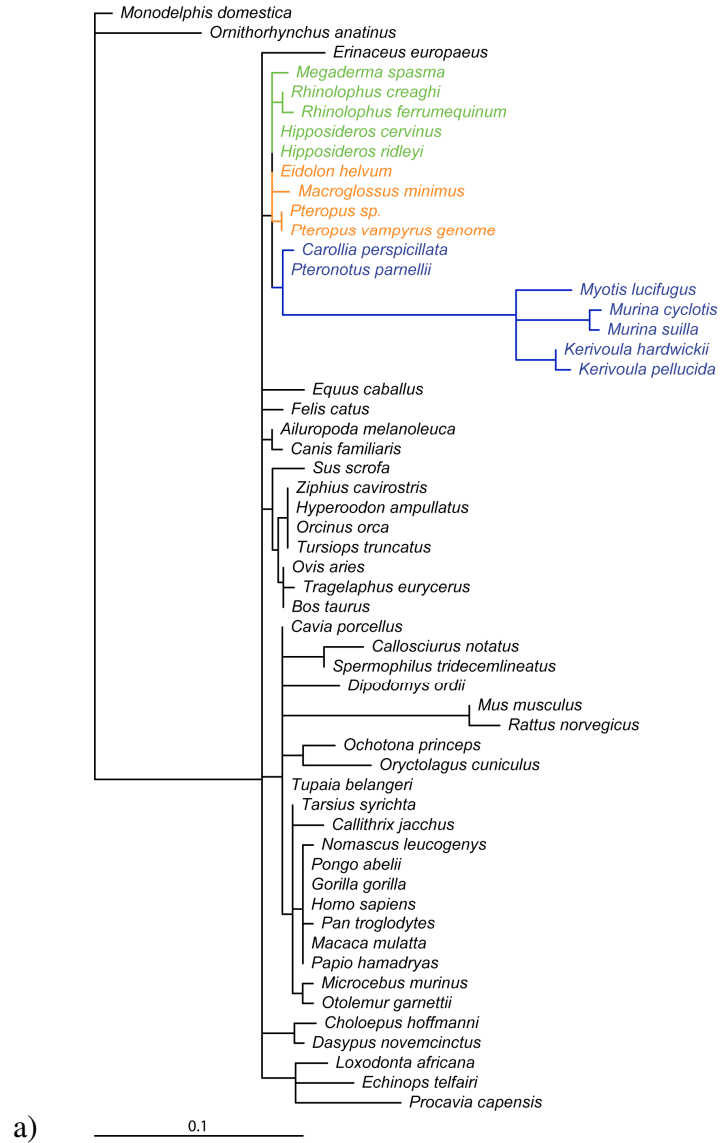 Monodelphis domestica
Ornithorhynchus anatinus
Erinaceus europaeus
Megaderma spasma
Rhinolophus creaghi
Rhinolophus ferrumequinum
Hipposideros cervinus
Hipposideros ridleyi
Eidolon helvum
Macroglossus minimus
Pteropus sp.
Pteropus vampyrus genome
Carollia perspicillata
Pteronotus parnellii
Myotis lucifugus
Murina cyclotis
Murina suilla
Kerivoula hardwickii
Kerivoula pellucida
Equus caballus
Felis catus
Ailuropoda melanoleuca
Canis familiaris
Sus scrofa
Ziphius cavirostris
Hyperoodon ampullatus
Orcinus orca
Tursiops truncatus
Ovis aries
Tragelaphus eurycerus
Bos taurus
Cavia porcellus
Callosciurus notatus
Spermophilus tridecemlineatus
Dipodomys ordii
Mus musculus
Rattus norvegicus
Ochotona princeps
Oryctolagus cuniculus
Tupaia belangeri
Tarsius syrichta
Callithrix jacchus
Nomascus leucogenys
Pongo abelii
Gorilla gorilla
Homo sapiens
Pan troglodytes
Macaca mulatta
Papio hamadryas
Microcebus murinus
Otolemur garnettii
Choloepus hoffmanni
Dasypus novemcinctus
Loxodonta africana
Echinops telfairi
Procavia capensis
a)
0.1